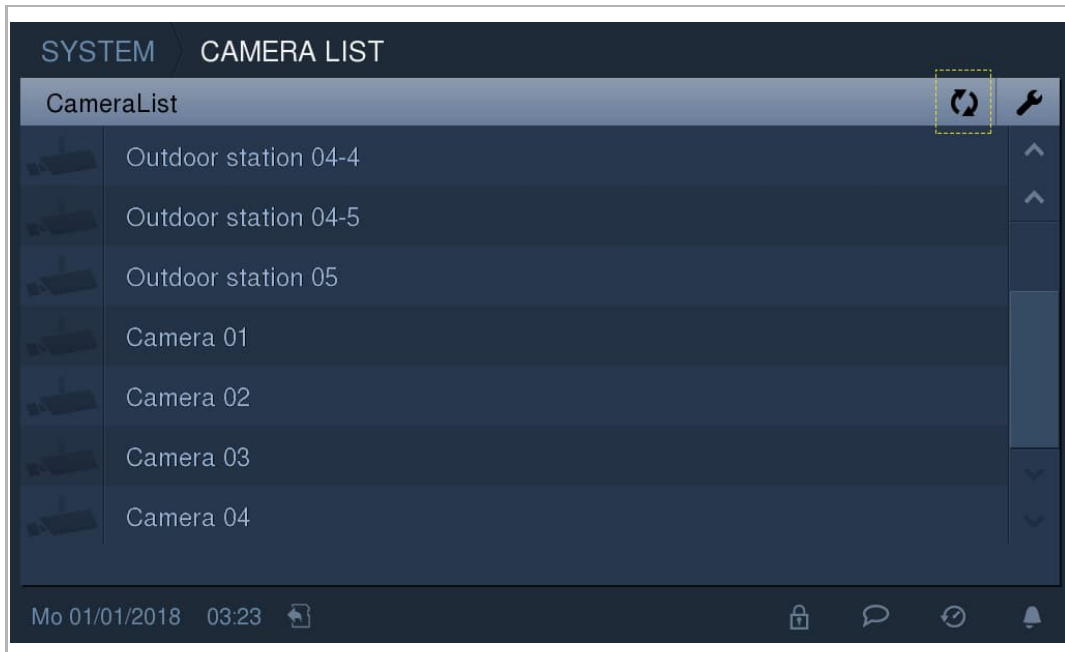 SYSTEM CAMERA LIST
CameraList
Outdoor station 04-4
Outdoor station 04-5
Outdoor station 05
Camera 01
Camera 02
Camera 03
Camera 04
Mo 01/01/2018 03:23